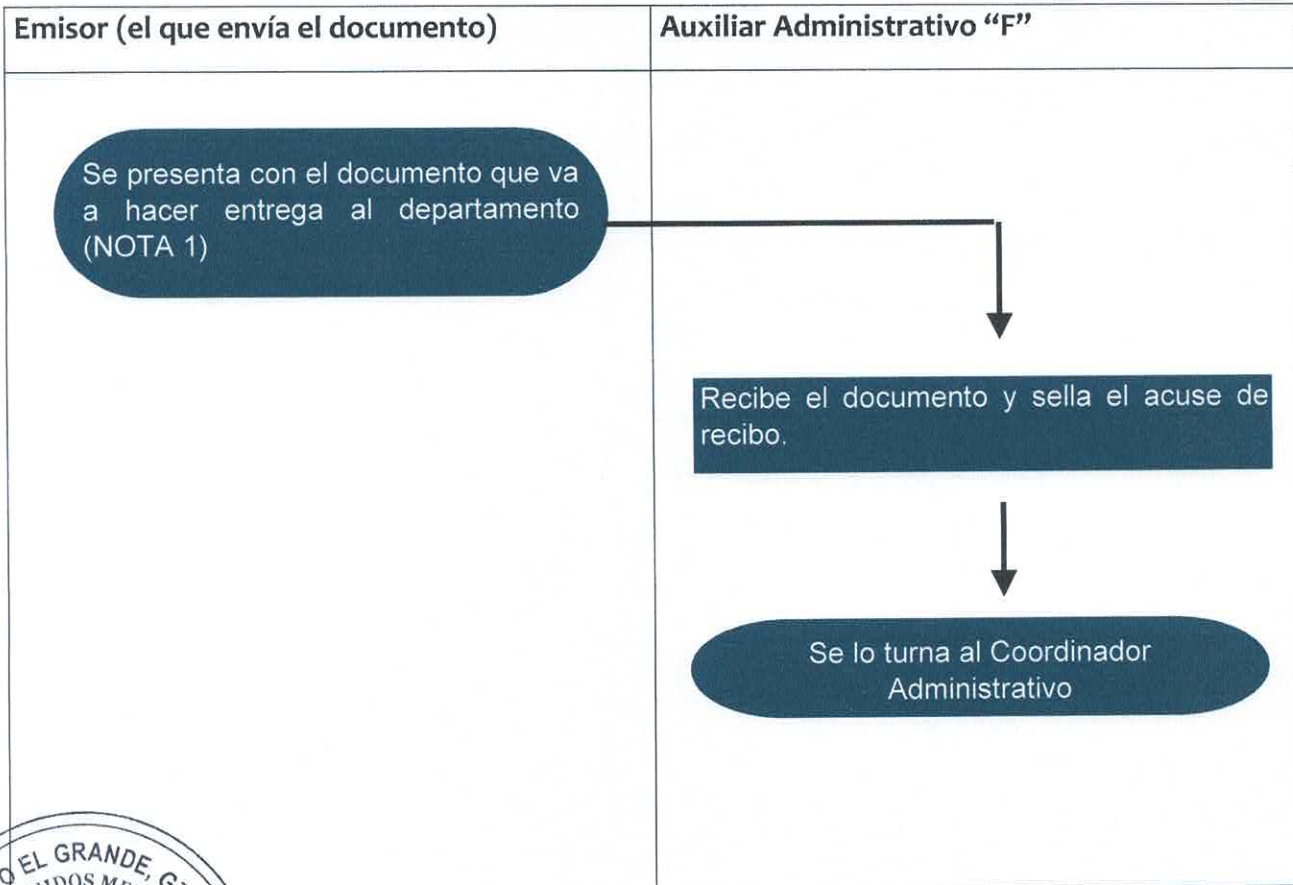 Emisor (el que envía el documento)
Auxiliar Administrativo “F”
Se presenta con el documento que va
a hacer entrega al departamento
(NOTA 1)
Recibe el documento y sella el acuse de
recibo.
Se lo turna al Coordinador
Administrativo
EL GRANDE,